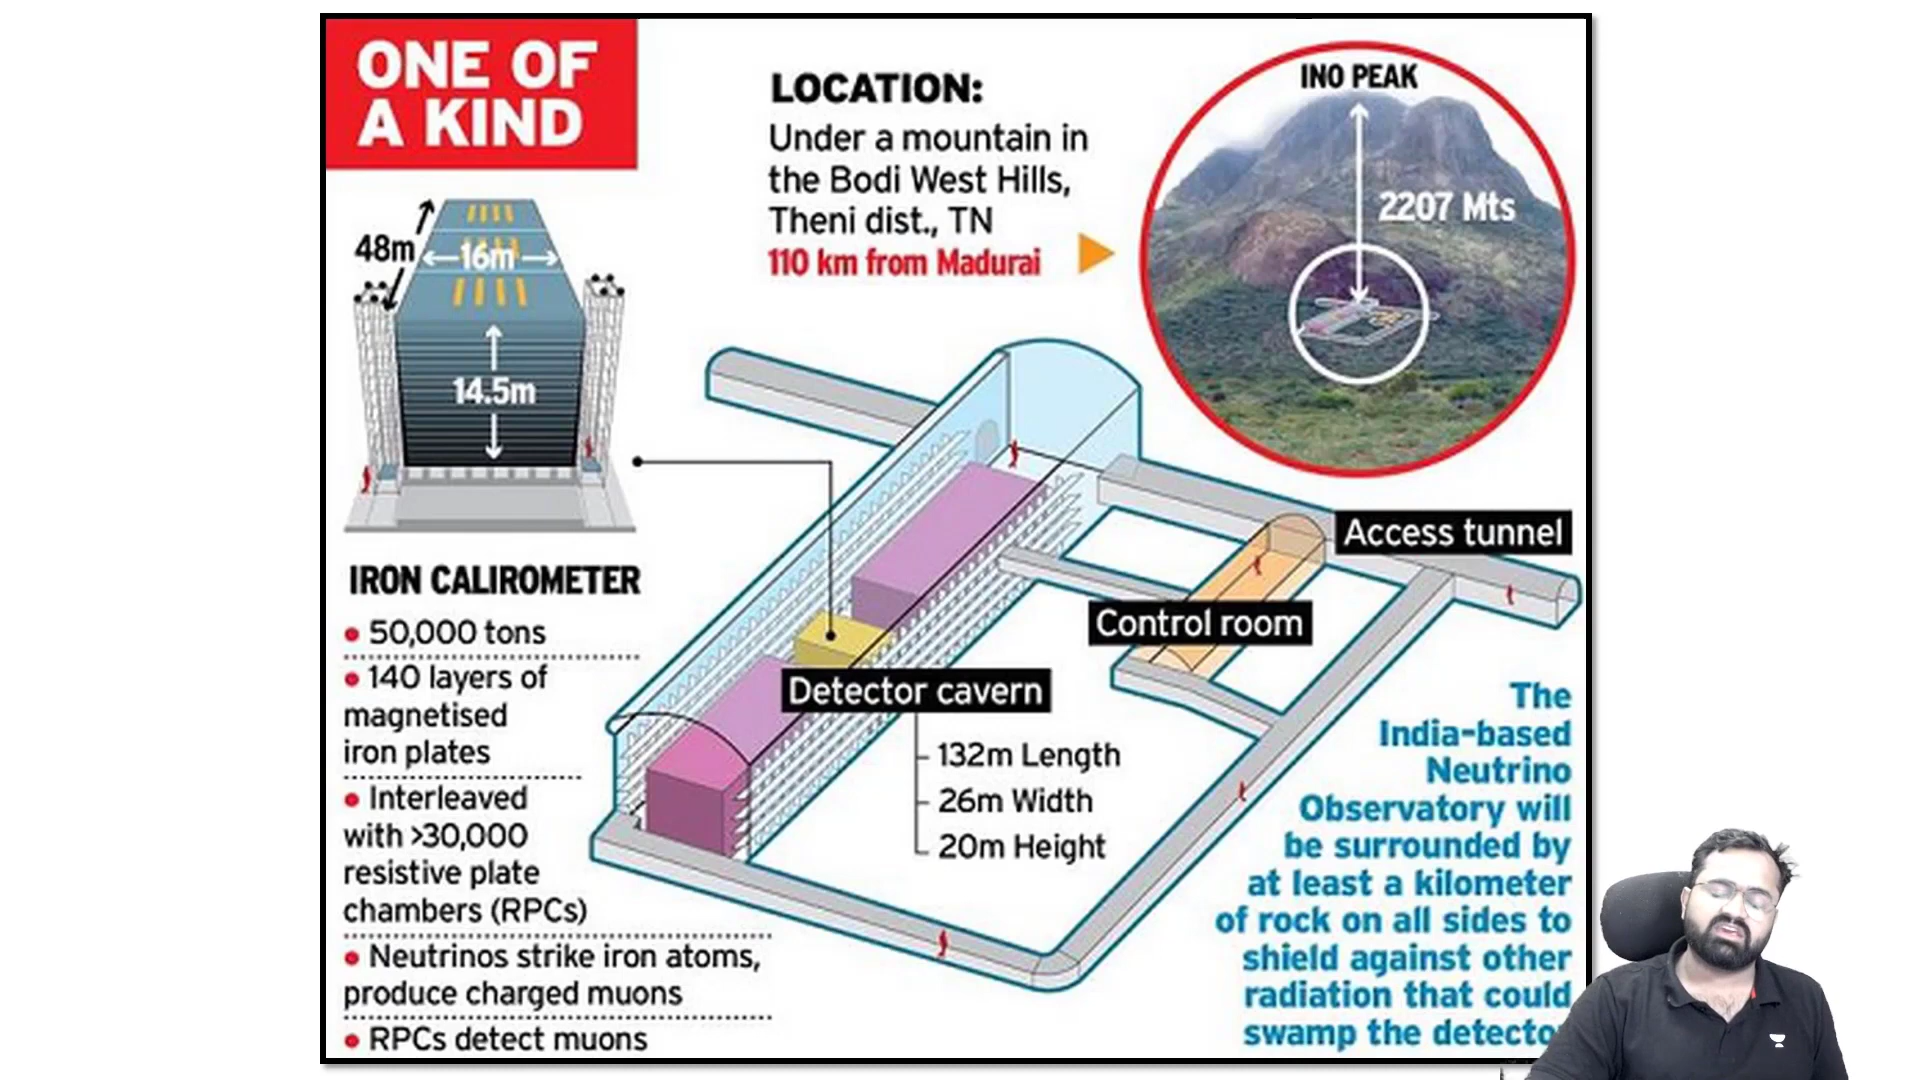 ONE OF
A KIND
LOCATION:
Under a mountain in
the Bodi West Hills,
Theni dist., TN
110 km from Madurai
INO PEAK
2207 Mts
48m
16m
14.5m
IRON CALIROMETER
• 50,000 tons
• 140 layers of
magnetised
iron plates
• Interleaved
with >30,000
resistive plate
chambers (RPCs)
• Neutrinos strike iron atoms,
produce charged muons
• RPCs detect muons
Access tunnel
Control room
Detector cavern
132m Length
26m Width
20m Height
The
India-based
Neutrino
Observatory will
be surrounded by
at least a kilometer
of rock on all sides to
shield against other
radiation that could
swamp the detecto